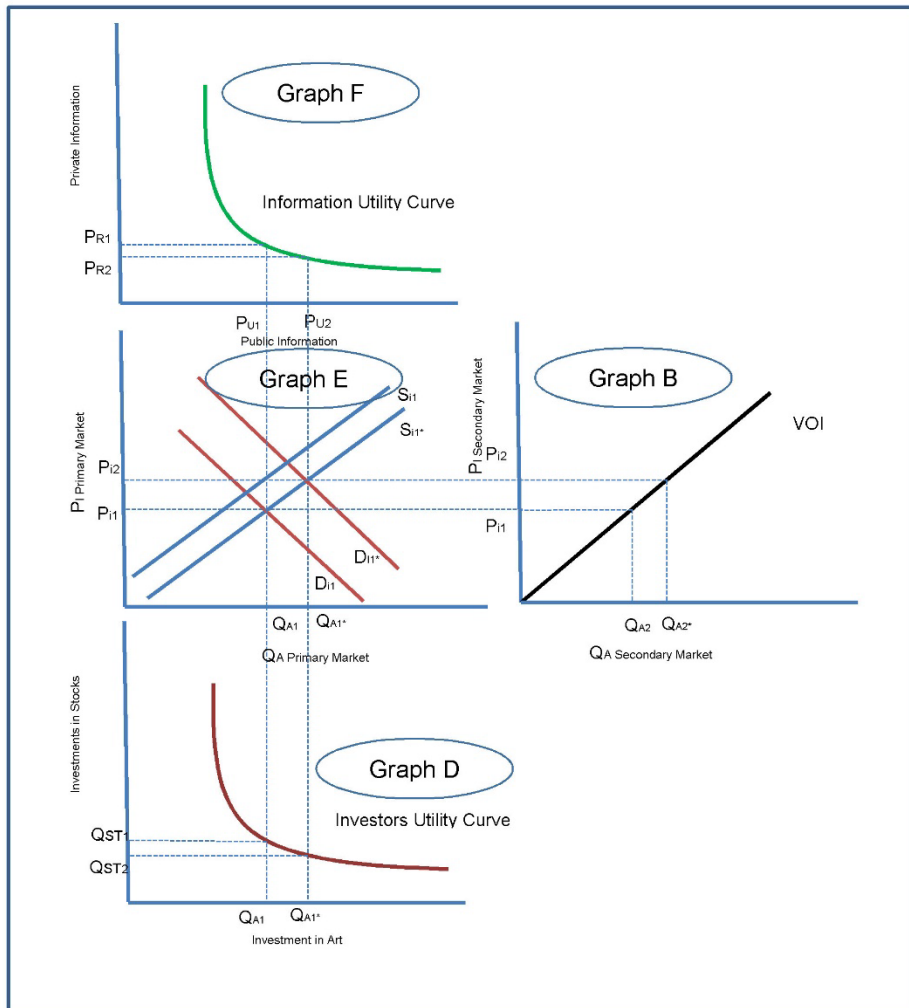 Graph F
Private Information
Information Utility Curve
PR1
PR2
PU1
PU2
Public Information
Graph E
Si1
Si1*
PI Primary Market
Pi2
Pi1
DI1*
Di1
QA1
QA1*
QA Primary Market
Graph B
PI Secondary Market
VOI
Pi2
Pi1
QA2
QA2*
QA Secondary Market
Investments in Stocks
Graph D
Investors Utility Curve
QST1
QST2
QA1
QA1*
Investment in Art